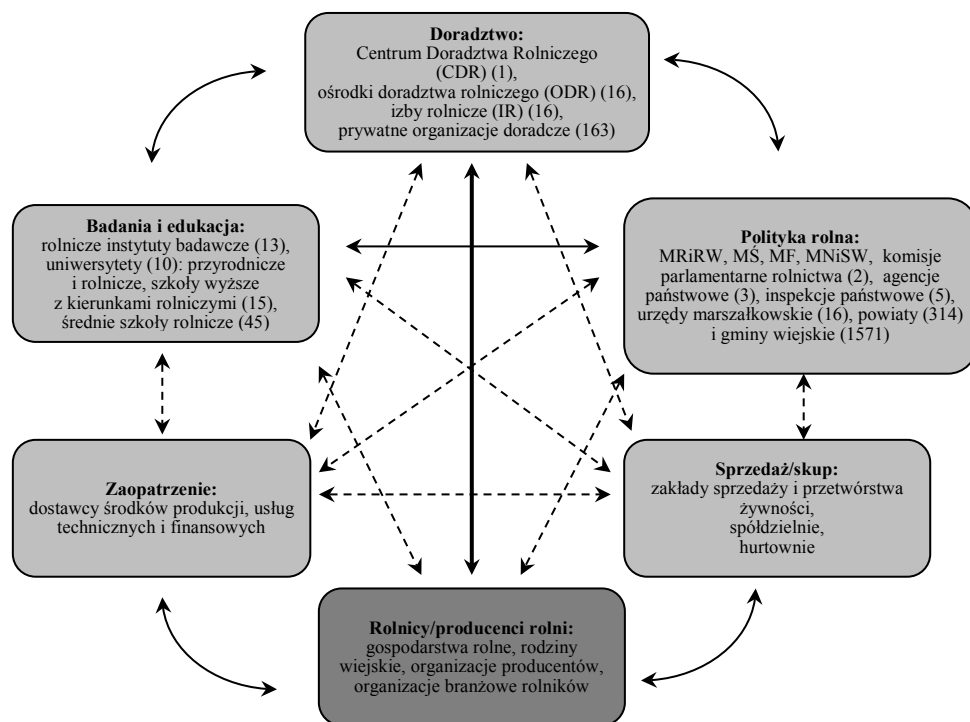 Doradztwo:
Centrum Doradztwa Rolniczego
(CDR) (1),
ośrodki doradztwa rolniczego (ODR) (16),
izby rolnicze (IR) (16),
prywatne organizacje doradcze (163)
Badania i edukacja:
rolnicze instytuty badawcze (13),
uniwersytety (10): przyrodnicze
i rolnicze, szkoły wyższe
z kierunkami rolniczymi (15),
średnie szkoły rolnicze (45)
Polityka rolna:
MRiRW, MŚ, MF, MNiSW, komisje
parlamentarne rolnictwa (2), agencje
państwowe (3), inspekcje państwowe (5),
urzędy marszałkowskie (16), powiaty (314)
i gminy wiejskie (1571)
Zaopatrzenie:
dostawcy środków produkcji, usług
technicznych i finansowych
Sprzedaż/skup:
zakłady sprzedaży i przetwórstwa
żywności,
spółdzielnie,
hurtownie
Rolnicy/producenci rolni:
gospodarstwa rolne, rodziny
wiejskie, organizacje producentów,
organizacje branżowe rolników